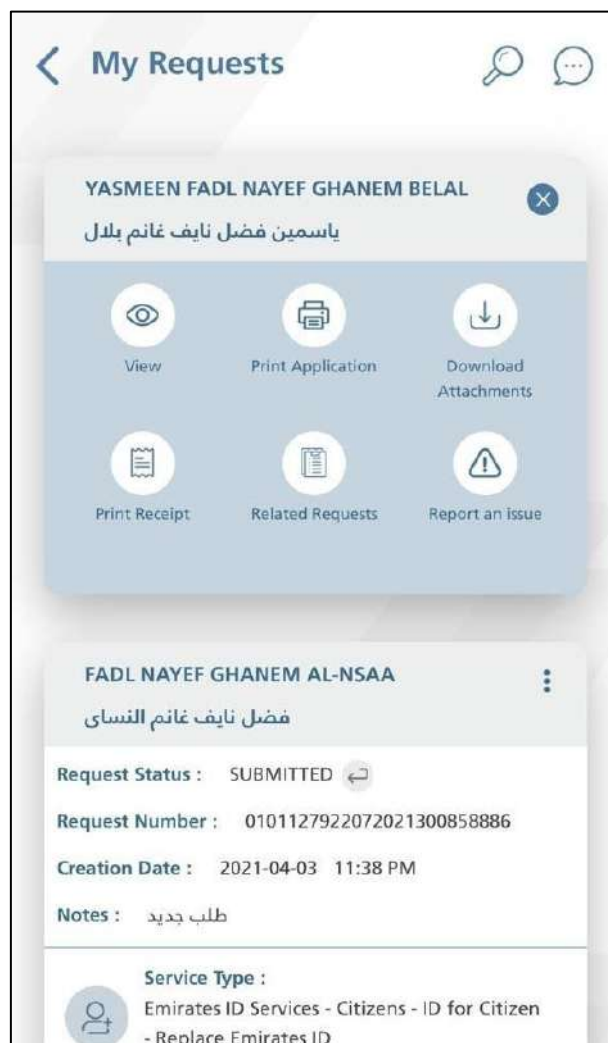 My Requests
YASMEEN FADL NAYEF GHANEM BELAL
ياسمين فضل نايف غانم بلال
View
Print Application
Download
Attachments
Print Receipt
Related Requests
Report an issue
FADL NAYEF GHANEM AL-NSAA
فضل نايف غانم النساى
Request Status : SUBMITTED
Request Number : 0101127922072021300858886
Creation Date : 2021-04-03 11:38 PM
Notes : طلب جديد
Service Type :
Emirates ID Services - Citizens - ID for Citizen
- Replace Emirates ID